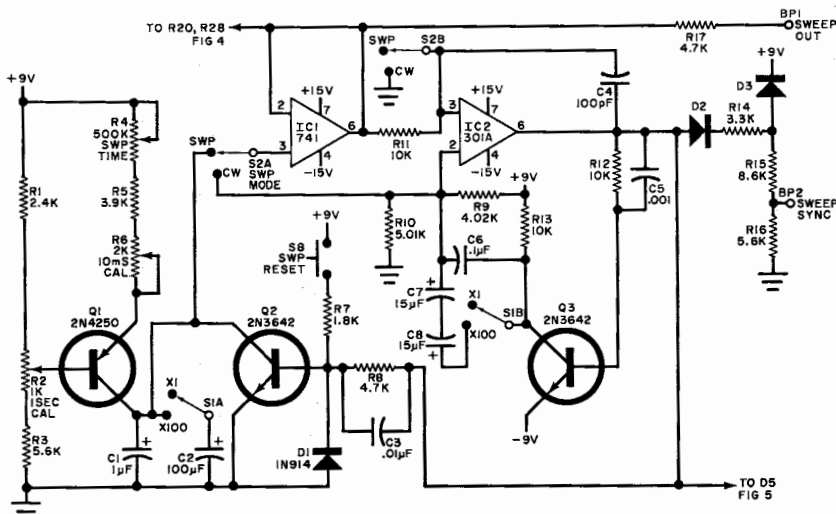 TO R20, R28
FIG 4
R17
4.7K
BP1
SWEEP
OUT
SWP
S2B
CW
+9V
D3
C4
100pF
+9V
R4
500K
SWP
TIME
+15V
2
7
IC1
741
6
3
4
-15V
R11
10K
+15V
3
7
IC2
301A
6
2
4
-15V
D2
R14
3.3K
SWP
S2A
SWP
MODE
CW
R12
10K
C5
.001
R15
8.6K
BP2
SWEEP
SYNC
R16
5.6K
R1
2.4K
R5
3.9K
R6
2K
10mS
CAL.
R10
5.01K
R9
4.02K
+9V
R13
10K
C6
.1μF
+9V
S8
SWP
RESET
R7
1.8K
+
C7
15μF
C8
15μF
+
X1
S1B
X100
Q3
2N3642
-9V
Q1
2N4250
Q2
2N3642
R2
1K
1SEC
CAL
X1
S1A
X100
R8
4.7K
C3
.01μF
R3
5.6K
+
C1
1μF
+
C2
100μF
D1
1N914
TO D5
FIG 5